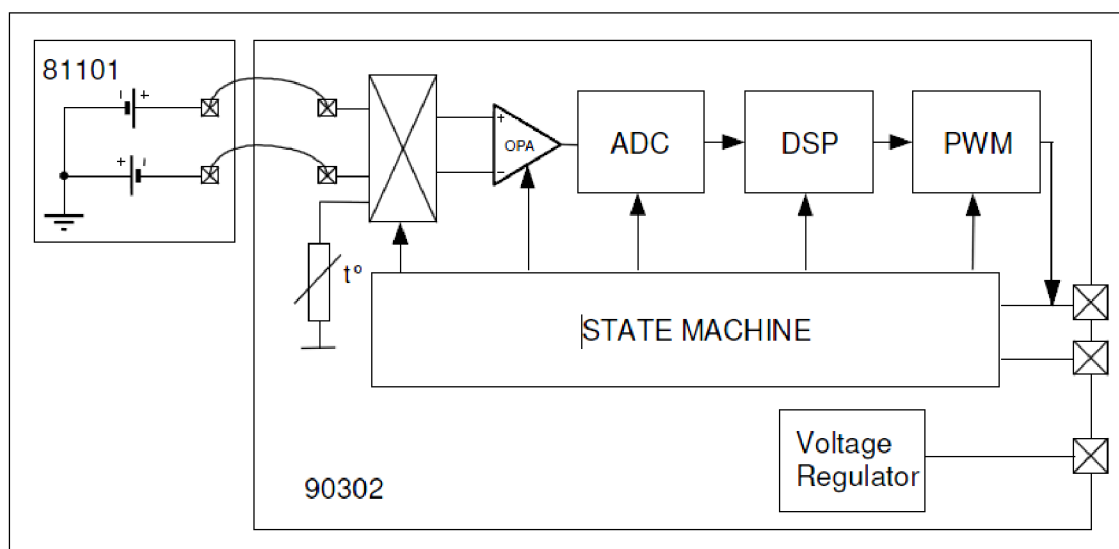 81101
- +
+ -
+
OPA
-
ADC
DSP
PWM
t°
STATE MACHINE
Voltage
Regulator
90302